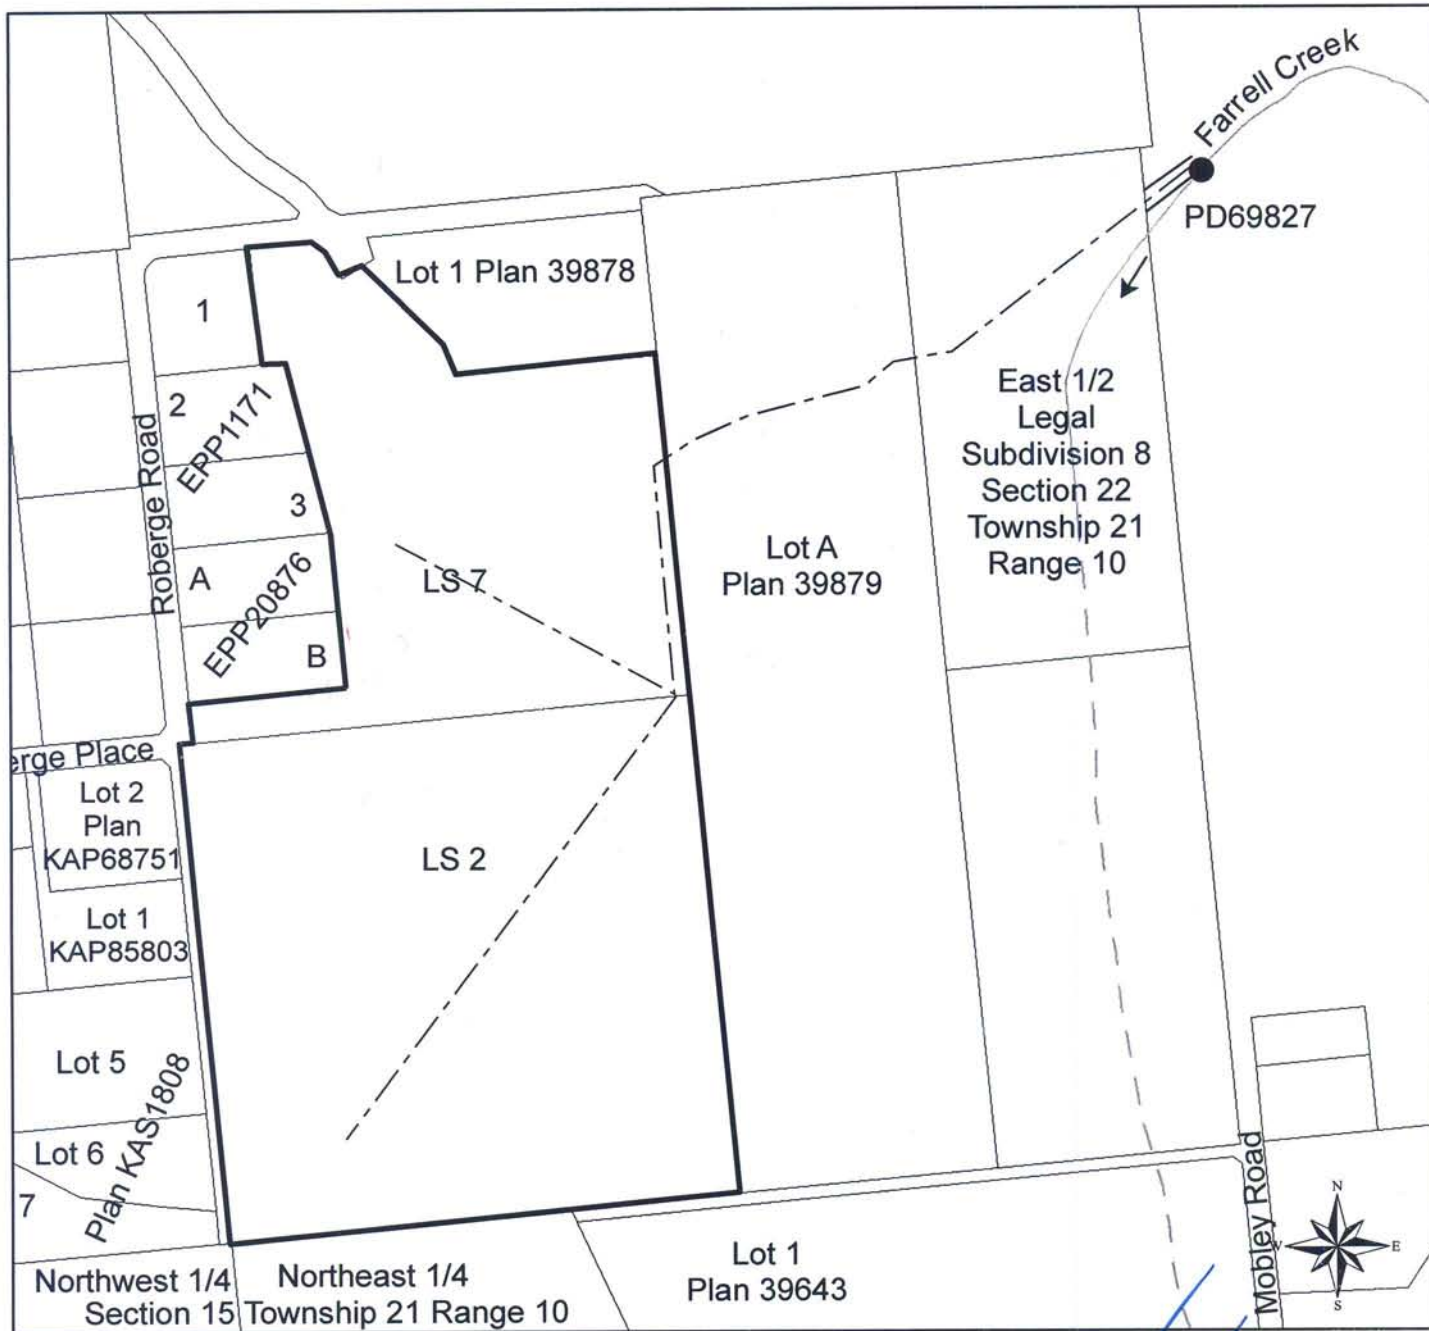 Farrell Creek
PD69827
Lot 1 Plan 39878
1
2
EPP1171
3
Roberge Road
A
EPP20876
B
LS 7
East 1/2
Legal
Subdivision 8
Section 22
Township 21
Range 10
Lot A
Plan 39879
erge Place
Lot 2
Plan
KAP68751
LS 2
Lot 1
KAP85803
Lot 5
Plan KAS1808
Lot 6
7
Mobley Road
N
W
E
S
Northwest 1/4
Section 15
Northeast 1/4
Township 21 Range 10
Lot 1
Plan 39643